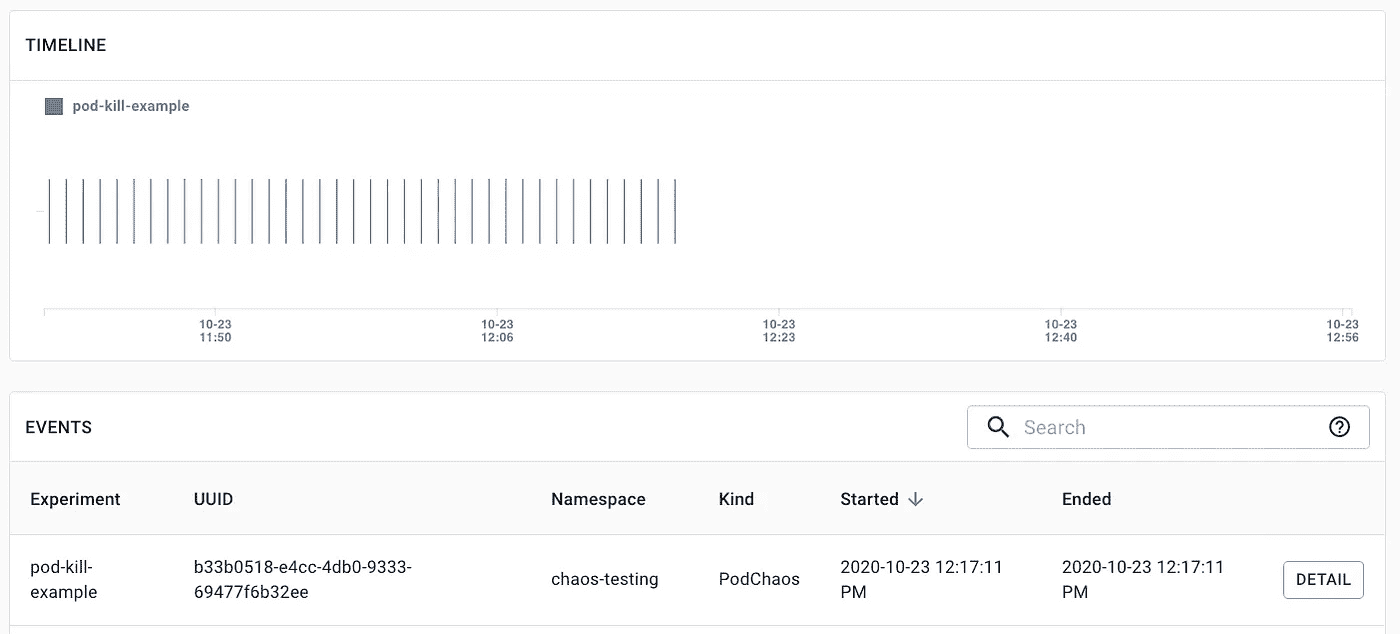 TIMELINE
pod-kill-example
10-23 10-23 10-23 10-23 10-23
11:50 12:06 12:23 12:40 12:56
EVENTS
Search
Experiment UUID Namespace Kind Started Ended
pod-kill- b33b0518-e4cc-4db0-9333- chaos-testing PodChaos 2020-10-23 12:17:11 2020-10-23 12:17:11 DETAIL
example 69477f6b32ee PM PM